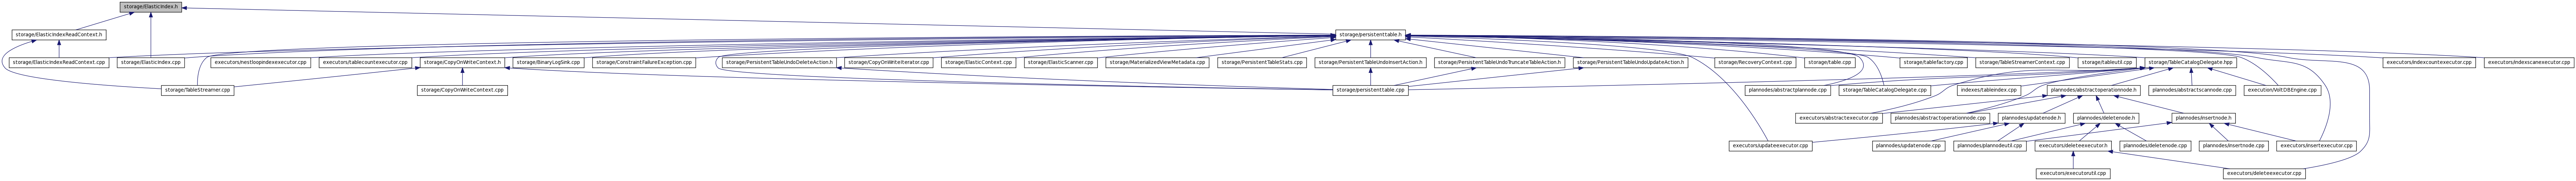 storage/ElasticIndex.h
storage/ElasticIndexReadContext.h
storage/persistenttable.h
storage/ElasticIndexReadContext.cpp
storage/ElasticIndex.cpp
executors/nestloopindexexecutor.cpp
executors/tablecountexecutor.cpp
storage/CopyOnWriteContext.h
storage/BinaryLogSink.cpp
storage/ConstraintFailureException.cpp
storage/PersistentTableUndoDeleteAction.h
storage/CopyOnWriteIterator.cpp
storage/ElasticContext.cpp
storage/ElasticScanner.cpp
storage/MaterializedViewMetadata.cpp
storage/PersistentTableStats.cpp
storage/PersistentTableUndoInsertAction.h
storage/PersistentTableUndoTruncateTableAction.h
storage/PersistentTableUndoUpdateAction.h
storage/RecoveryContext.cpp
storage/table.cpp
storage/tablefactory.cpp
storage/TableStreamerContext.cpp
storage/tableutil.cpp
storage/TableCatalogDelegate.hpp
executors/indexcountexecutor.cpp
executors/indexscanexecutor.cpp
storage/TableStreamer.cpp
storage/CopyOnWriteContext.cpp
storage/persistenttable.cpp
plannodes/abstractplannode.cpp
storage/TableCatalogDelegate.cpp
indexes/tableindex.cpp
plannodes/abstractoperationnode.h
plannodes/abstractscannode.cpp
execution/VoltDBEngine.cpp
executors/abstractexecutor.cpp
plannodes/abstractoperationnode.cpp
plannodes/updatenode.h
plannodes/deletenode.h
plannodes/insertnode.h
executors/updateexecutor.cpp
plannodes/updatenode.cpp
plannodes/plannodeutil.cpp
executors/deleteexecutor.h
plannodes/deletenode.cpp
plannodes/insertnode.cpp
executors/insertexecutor.cpp
executors/executorutil.cpp
executors/deleteexecutor.cpp